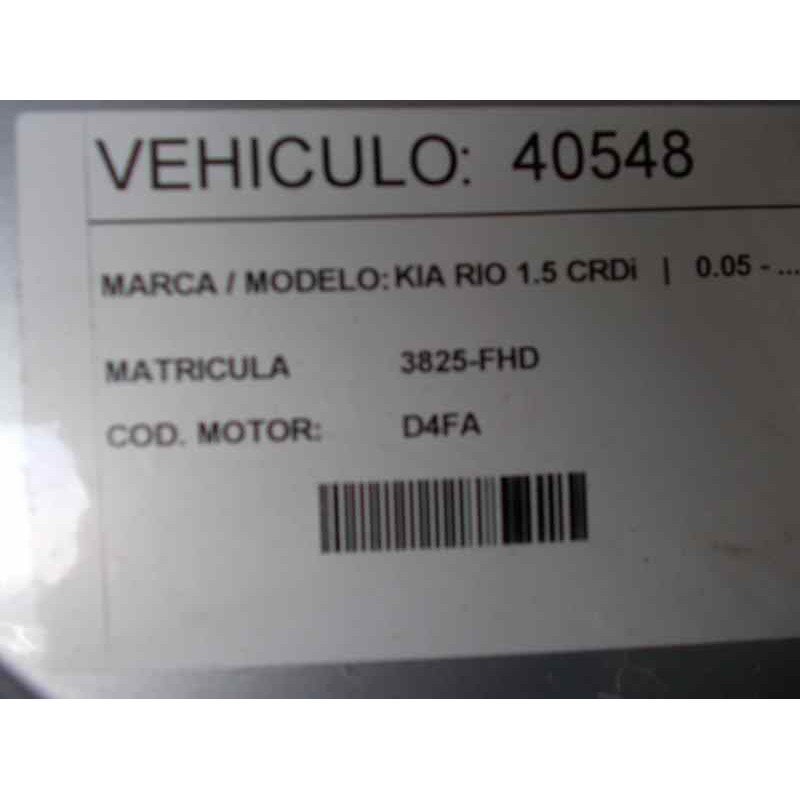 VEHICULO: 40548
MARCA / MODELO: KIA RIO 1.5 CRDi | 0.05 - ...
MATRICULA 3825-FHD
COD. MOTOR: D4FA